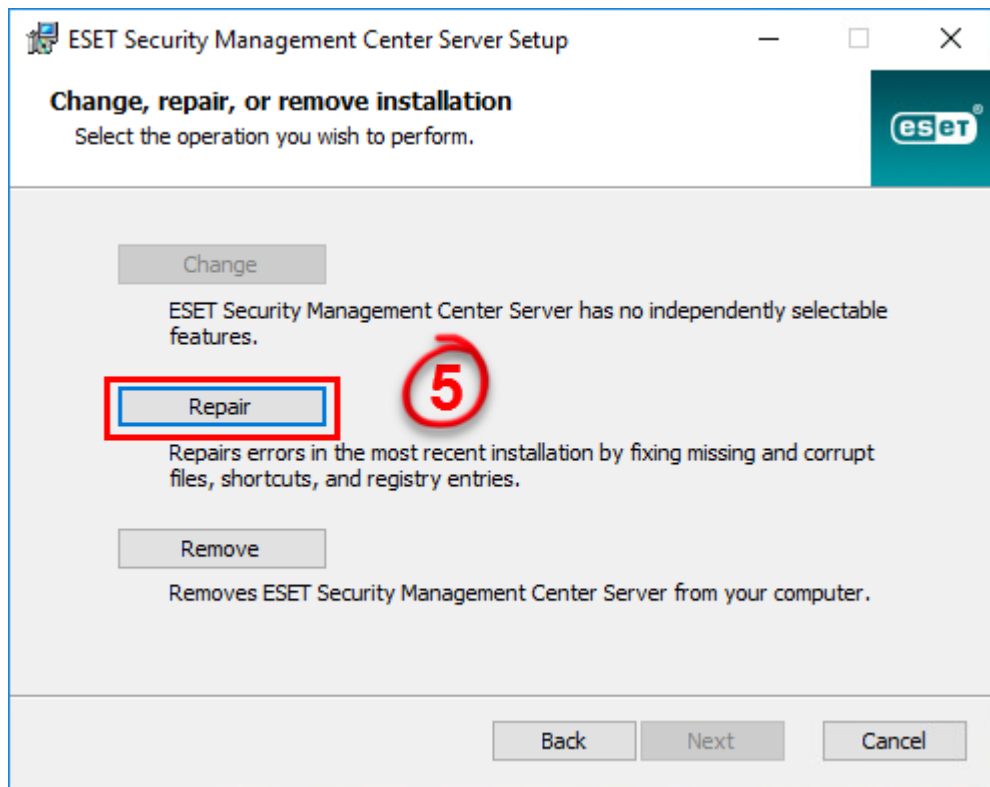 ESET Security Management Center Server Setup
Change, repair, or remove installation
Select the operation you wish to perform.
eset®
Change
ESET Security Management Center Server has no independently selectable
features.
5
Repair
Repairs errors in the most recent installation by fixing missing and corrupt
files, shortcuts, and registry entries.
Remove
Removes ESET Security Management Center Server from your computer.
Back
Next
Cancel